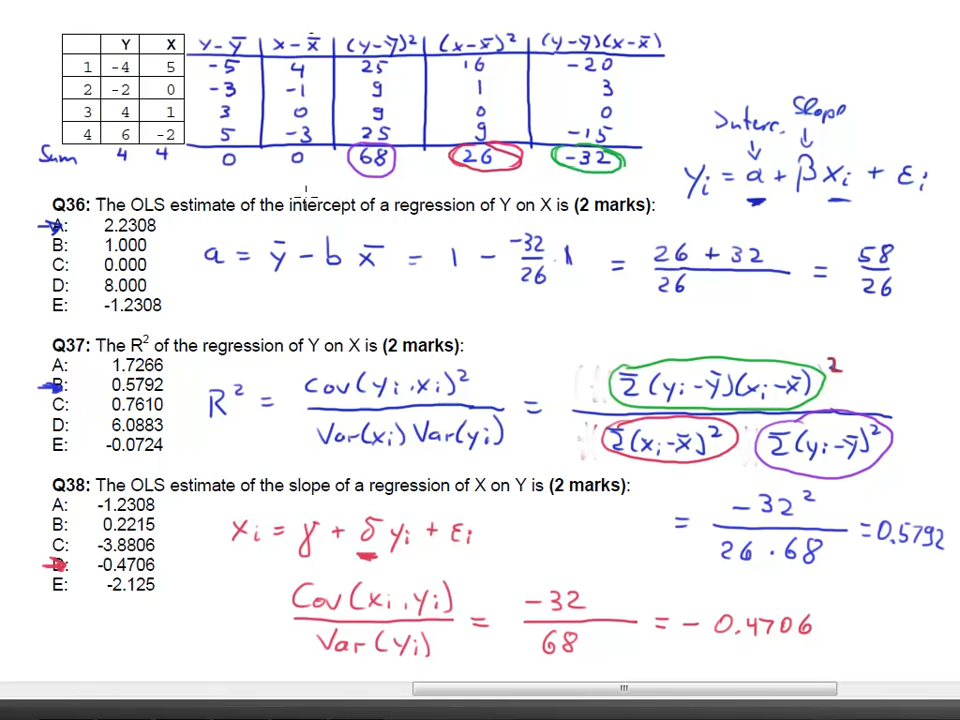 Y X y-ȳ x-x̄ (y-ȳ)² (x-x̄)² (y-ȳ)(x-x̄)
1 -4 5 -5 4 25 16 -20
2 -2 0 -3 -1 9 1 3
3 4 1 3 0 9 0 0
4 6 -2 5 -3 25 9 -15
Sum 4 4 0 0 68 26 -32
Interc. Slope
yᵢ = a + βxᵢ + εᵢ
Q36: The OLS estimate of the intercept of a regression of Y on X is (2 marks):
A: 2.2308
B: 1.000
C: 0.000
D: 8.000
E: -1.2308
a = ȳ - b x̄ = 1 - -32/26 · 1 = 26 + 32/26 = 58/26
Q37: The R² of the regression of Y on X is (2 marks):
A: 1.7266
B: 0.5792
C: 0.7610
D: 6.0883
E: -0.0724
R² = Cov(yᵢ,xᵢ)²/Var(xᵢ)Var(yᵢ) = Σ(yᵢ-ȳ)(xᵢ-x̄)²/Σ(xᵢ-x̄)² Σ(yᵢ-ȳ)²
= -32²/26 · 68 = 0.5792
Q38: The OLS estimate of the slope of a regression of X on Y is (2 marks):
A: -1.2308
B: 0.2215
C: -3.8806
D: -0.4706
E: -2.125
xᵢ = γ + δyᵢ + εᵢ
Cov(xᵢ,yᵢ)/Var(yᵢ) = -32/68 = -0.4706